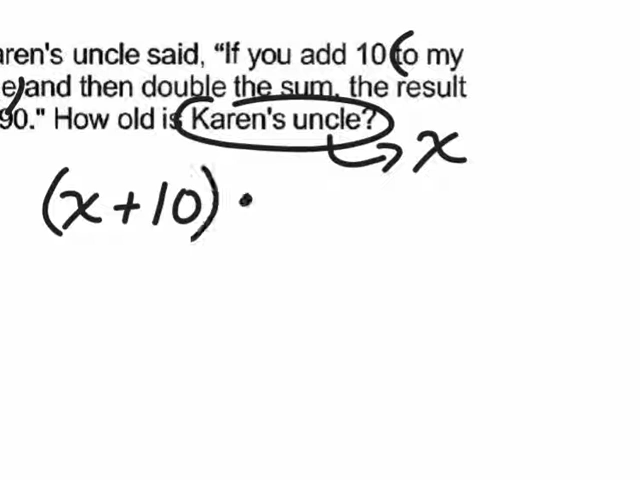 aren's uncle said, “If you add 10 to my
e) and then double the sum, the result
90." How old is Karen's uncle?
x
(x + 10) ·